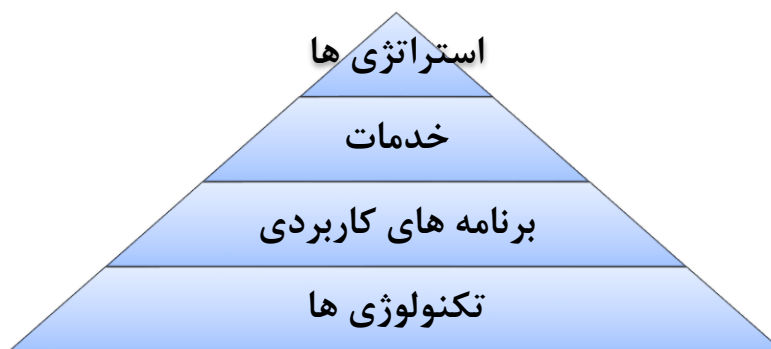 استراتژی ها
خدمات
برنامه های کاربردی
تکنولوژی ها